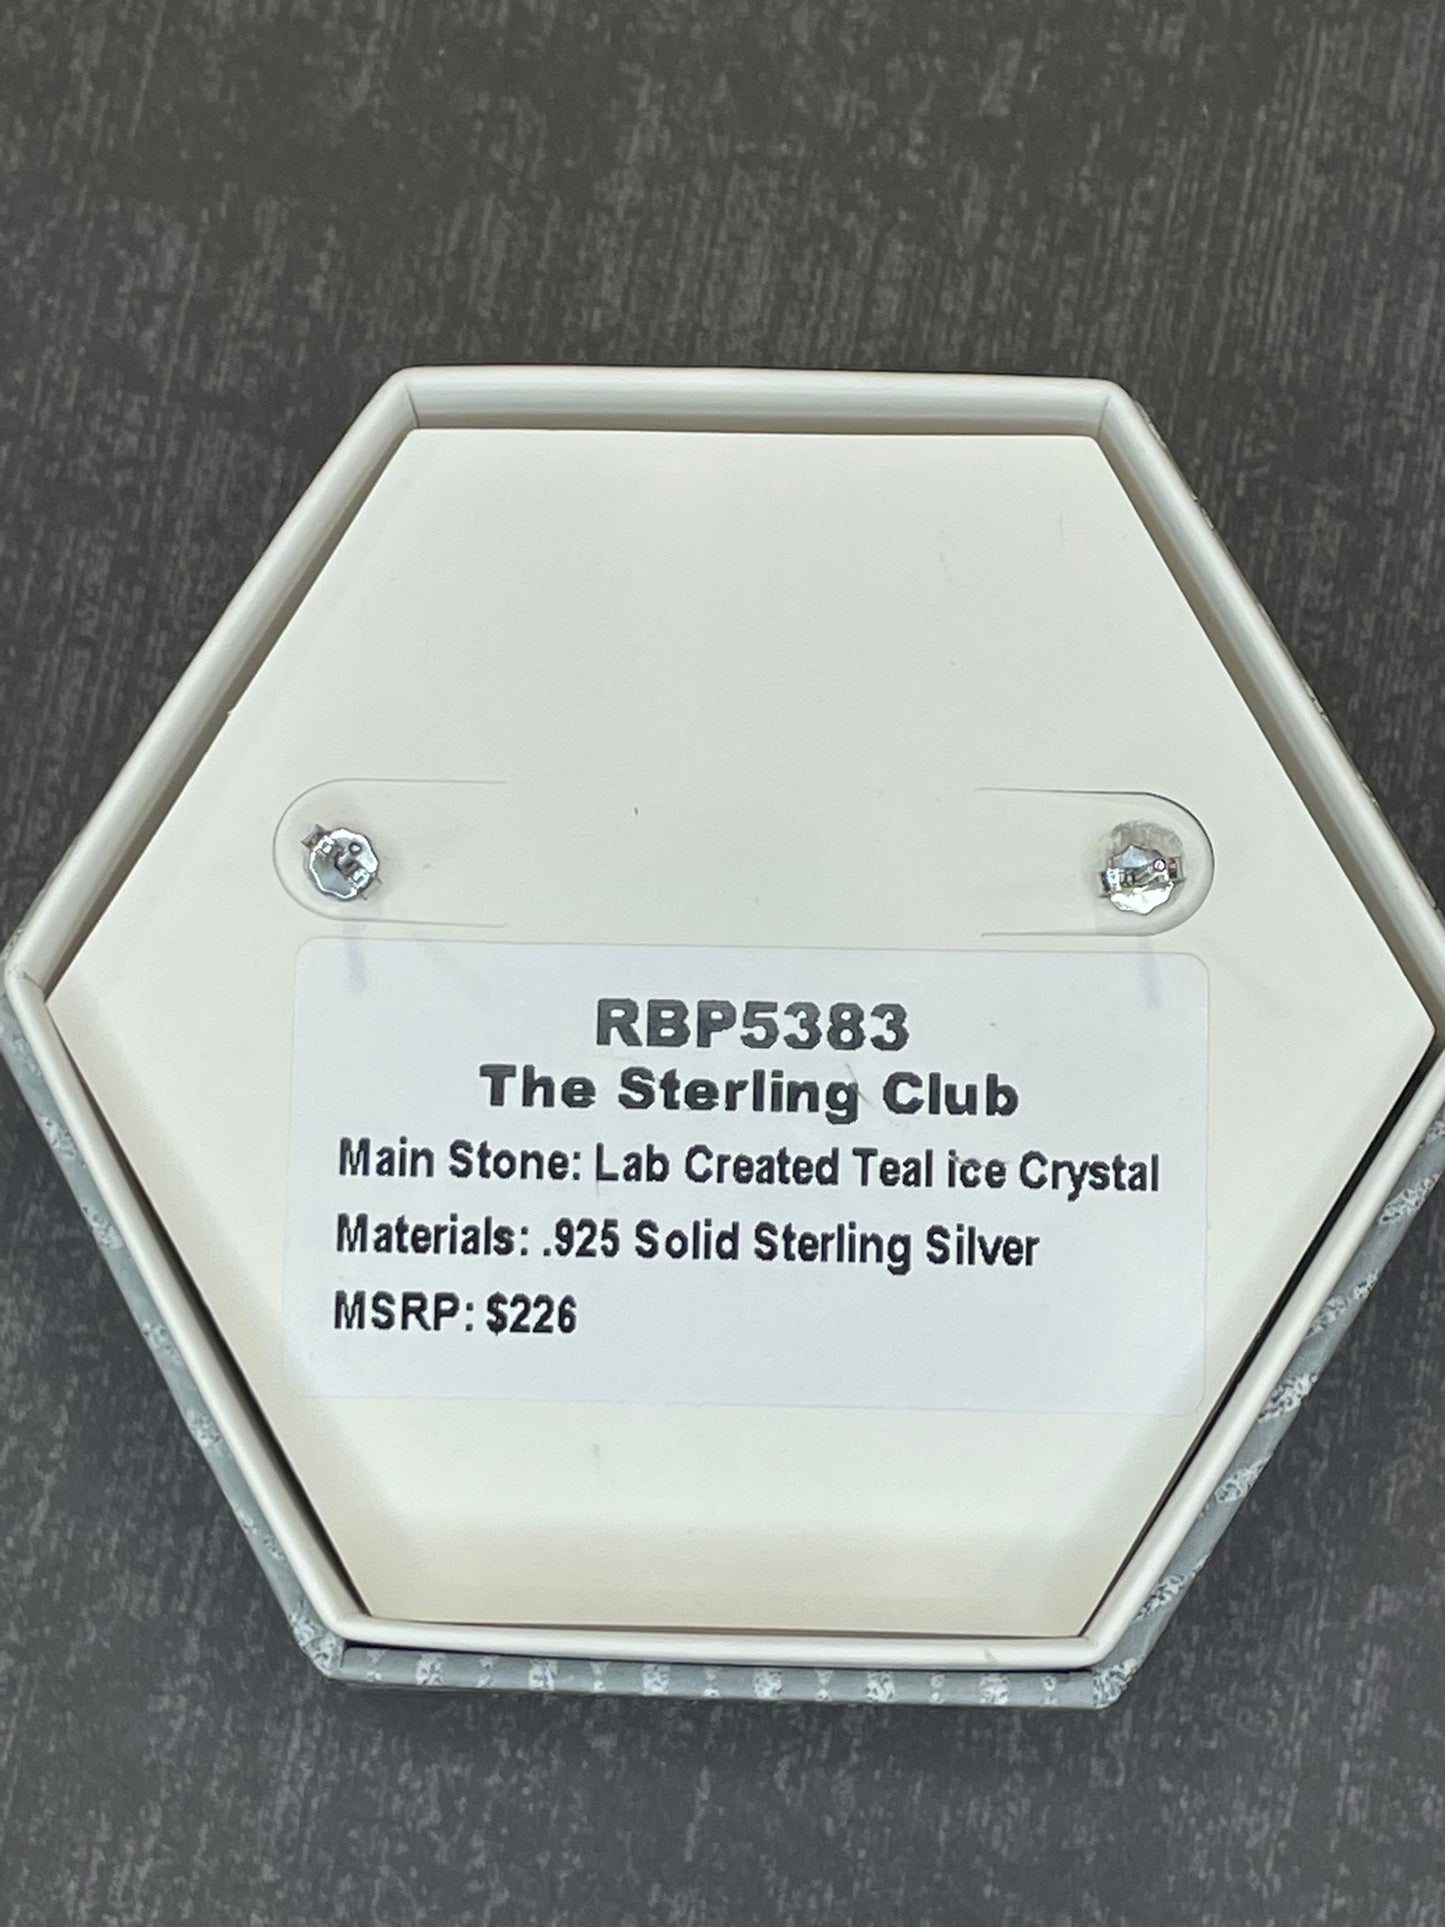 RBP5383
The Sterling Club
Main Stone: Lab Created Teal ice Crystal
Materials: .925 Solid Sterling Silver
MSRP: $226